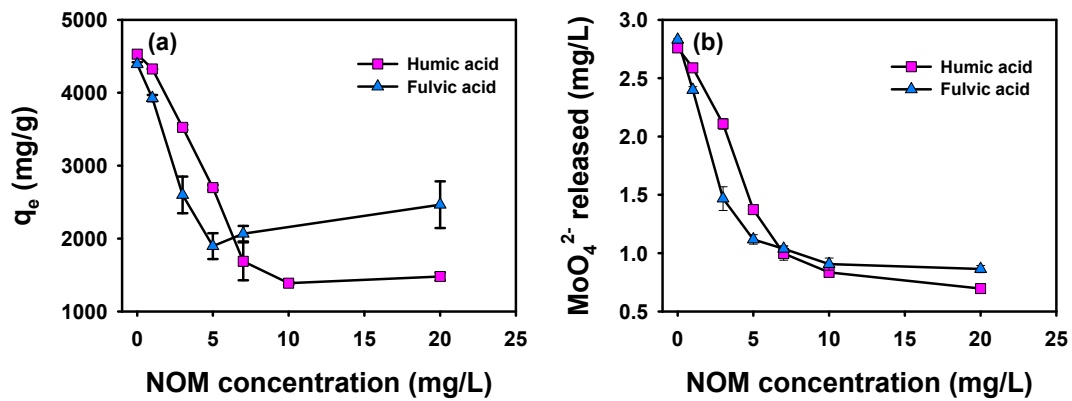 (a)
Humic acid
Fulvic acid
5000
4000
3000
2000
1000
qe (mg/g)
0 5 10 15 20 25
NOM concentration (mg/L)
(b)
Humic acid
Fulvic acid
3.0
2.5
2.0
1.5
1.0
0.5
MoO4^2- released (mg/L)
0 5 10 15 20 25
NOM concentration (mg/L)